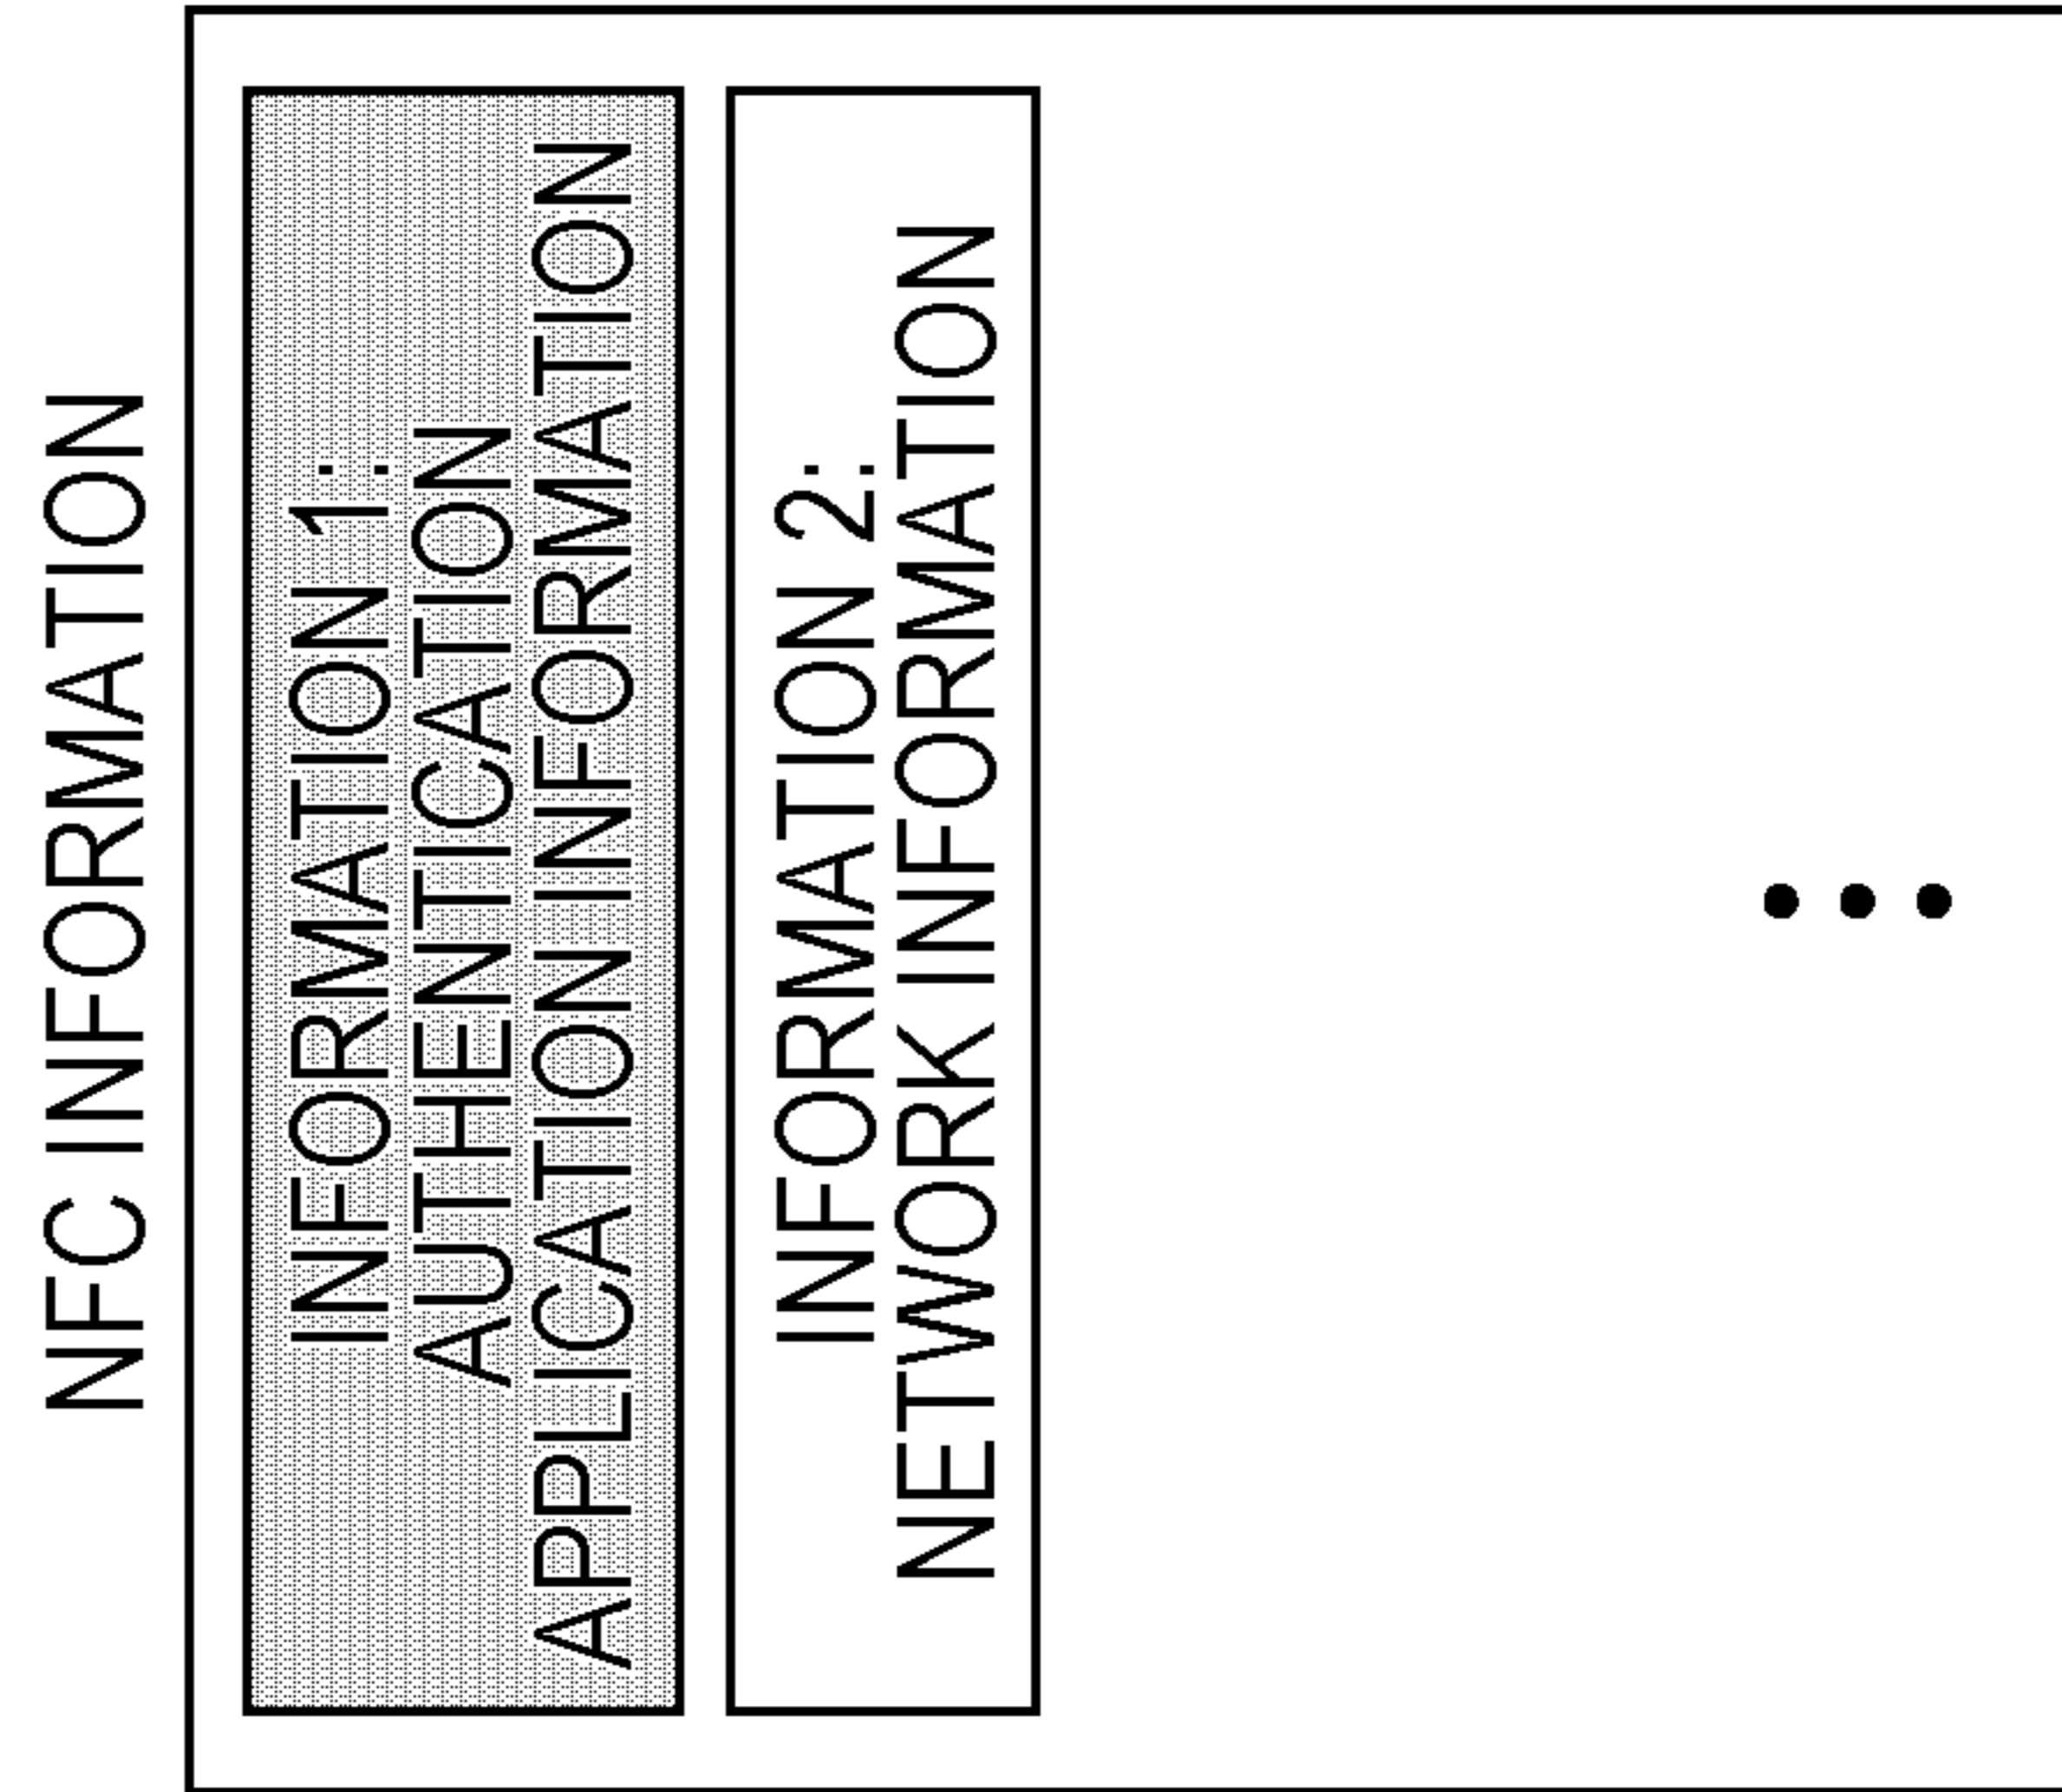 NFC INFORMATION
INFORMATION 1:
AUTHENTICATION
APPLICATION INFORMATION
INFORMATION 2:
NETWORK INFORMATION